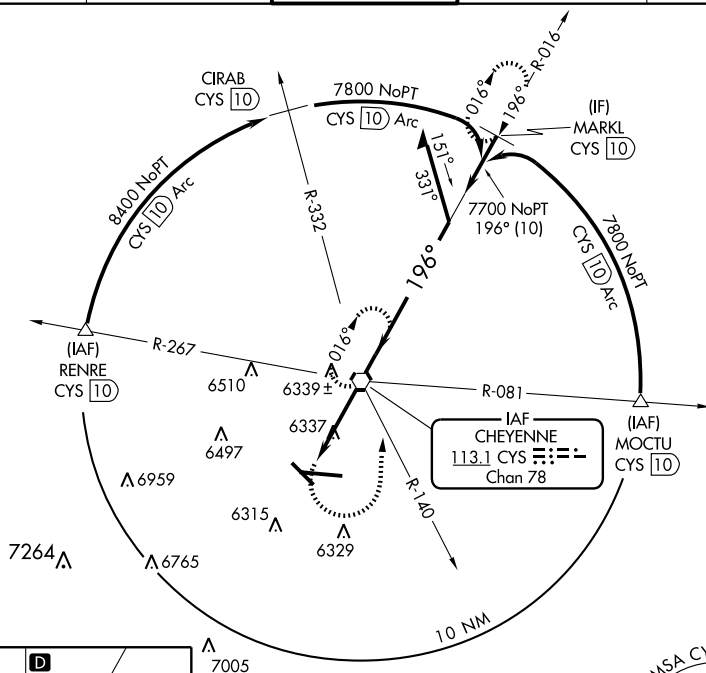 CIRAB
CYS 10
7800 NoPT
CYS 10 Arc
R-016
016°
196°
(IF)
MARKL
CYS 10
151°
331°
8400 NoPT
CYS 10 Arc
R-332
7700 NoPT
196° (10)
7800 NoPT
CYS 10 Arc
196°
(IAF)
RENRE
CYS 10
R-267
016°
6510
6339±
R-081
6337
IAF
CHEYENNE
113.1 CYS
Chan 78
(IAF)
MOCTU
CYS 10
6497
6959
R-140
6315
6329
7264
6765
10 NM
D
7005
MSA CY